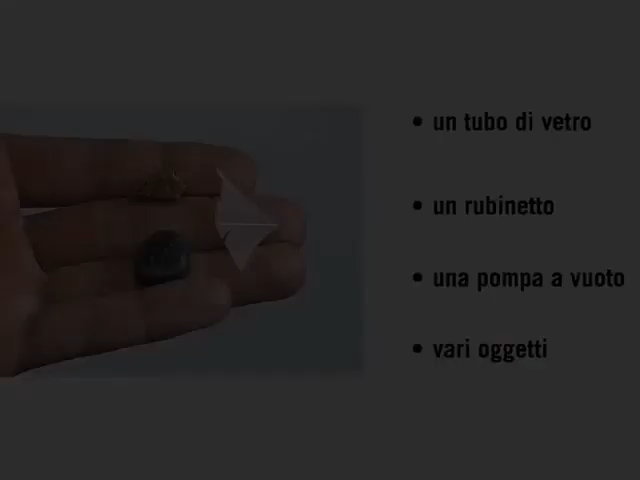 • un tubo di vetro
• un rubinetto
• una pompa a vuoto
• vari oggetti